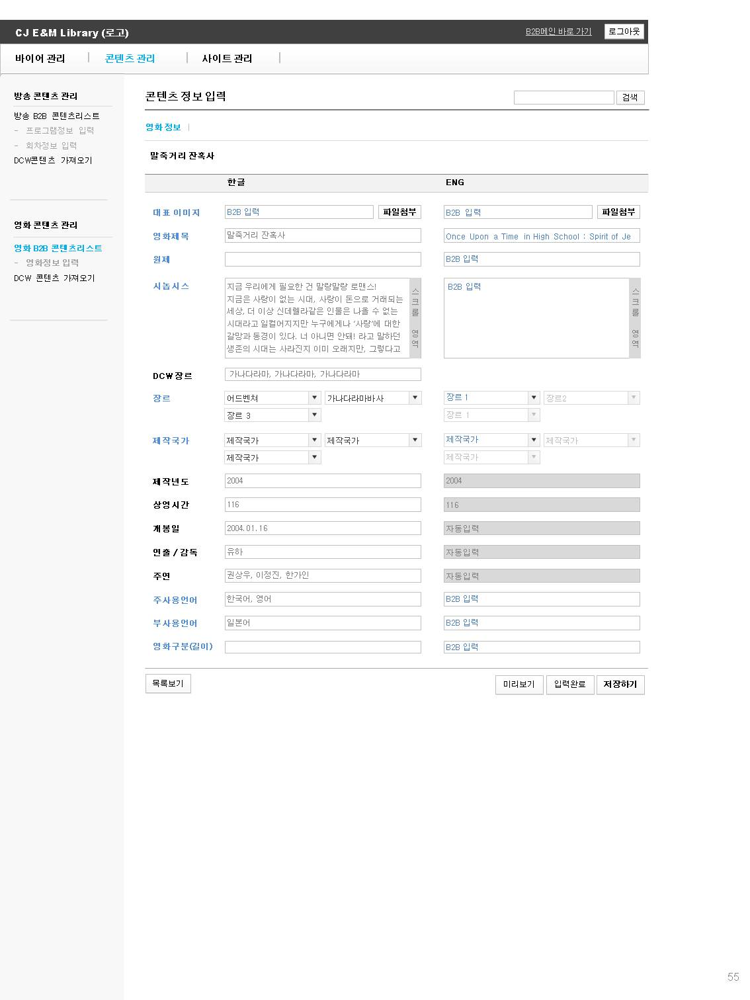 CJ E&M Library (로고)
B2B메인 바로 가기
로그아웃
바이어 관리
콘텐츠 관리
사이트 관리
방송 콘텐츠 관리
방송 B2B 콘텐츠리스트
- 프로그램정보 입력
- 회차정보 입력
DCW콘텐츠 가져오기
영화 콘텐츠 관리
영화 B2B 콘텐츠리스트
- 영화정보 입력
DCW 콘텐츠 가져오기
콘텐츠 정보 입력
검색
영화 정보
말죽거리 잔혹사
한글 ENG
대표 이미지 B2B 입력 파일첨부 B2B 입력 파일첨부
영화제목 말죽거리 잔혹사 Once Upon a Time in High School : Spirit of Je
원제 B2B 입력
시놉시스 B2B 입력
지금 우리에게 필요한 건 말랑말랑 로맨스!
지금은 사랑이 없는 시대, 사랑이 돈으로 거래되는
세상, 더 이상 신데렐라같은 인물은 나올 수 없는
시대라고 일컬어지지만 누구에게나 '사랑'에 대한
갈망과 동경이 있다. 너 아니면 안돼! 라고 말하던
생존의 시대는 사라진지 이미 오래지만, 그렇다고
스크롤 영역
스크롤 영역
DCW 장르 가나다라마, 가나다라마, 가나다라마
장르 어드벤쳐 가나다라마바사 장르 1 장르2
장르 3 장르 1
제작국가 제작국가 제작국가 제작국가 제작국가
제작국가 제작국가
제작년도 2004 2004
상영시간 116 116
개봉일 2004.01.16 자동입력
연출 / 감독 유하 자동입력
주연 권상우, 이정진, 한가인 자동입력
주사용언어 한국어, 영어 B2B 입력
부사용언어 일본어 B2B 입력
영화구분(길이) B2B 입력
목록보기 미리보기 입력완료 저장하기
55